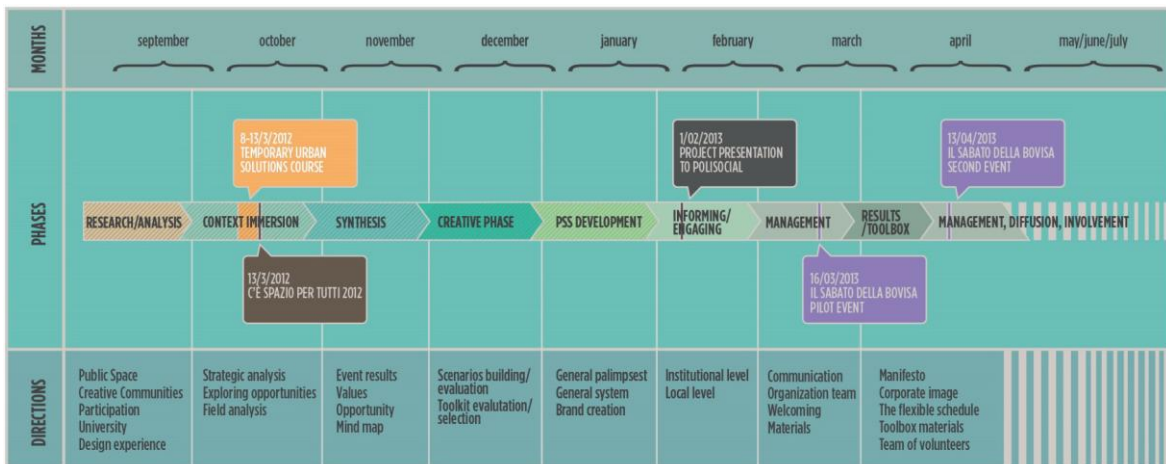 MONTHS
september
october
november
december
january
february
march
april
may/june/july
PHASES
8-13/3/2012
TEMPORARY URBAN
SOLUTIONS COURSE
1/02/2013
PROJECT PRESENTATION
TO POLISOCIAL
13/04/2013
IL SABATO DELLA BOVISA
SECOND EVENT
RESEARCH/ANALYSIS
CONTEXT IMMERSION
SYNTHESIS
CREATIVE PHASE
PSS DEVELOPMENT
INFORMING/
ENGAGING
MANAGEMENT
RESULTS
/TOOLBOX
MANAGEMENT, DIFFUSION, INVOLVEMENT
13/3/2012
C'È SPAZIO PER TUTTI 2012
16/03/2013
IL SABATO DELLA BOVISA
PILOT EVENT
DIRECTIONS
Public Space
Creative Communities
Participation
University
Design experience
Strategic analysis
Exploring opportunities
Field analysis
Event results
Values
Opportunity
Mind map
Scenarios building/
evaluation
Toolkit evalutation/
selection
General palimpsest
General system
Brand creation
Institutional level
Local level
Communication
Organization team
Welcoming
Materials
Manifesto
Corporate image
The flexible schedule
Toolbox materials
Team of volunteers